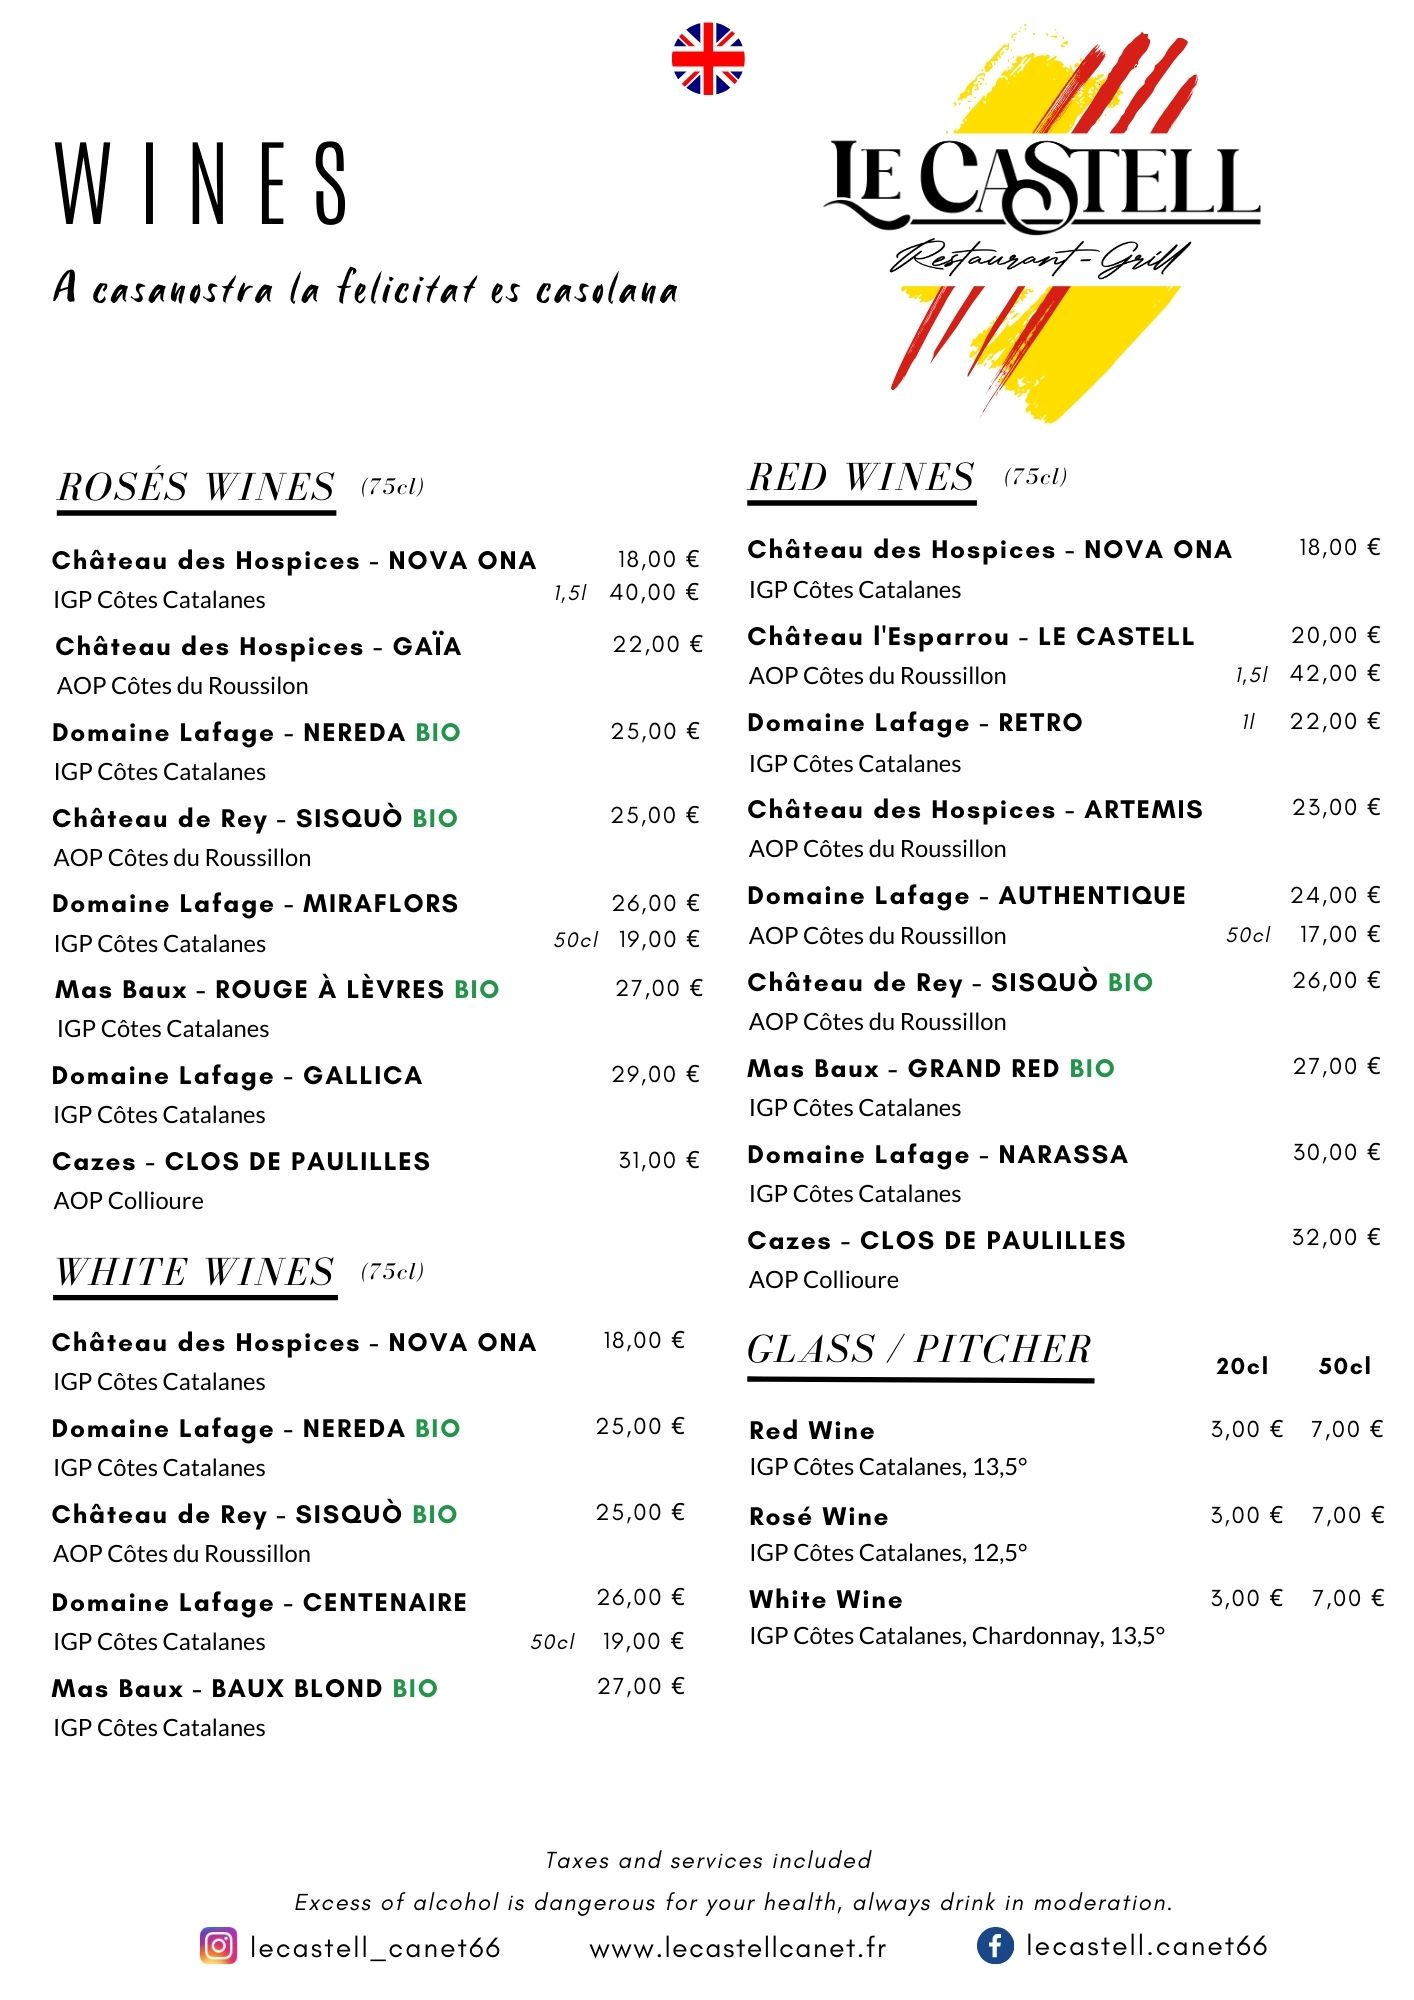 WINES
A casanostra la felicitat es casolana
LE CASTELL
Restaurant - Grill
ROSÉS WINES (75cl)
Château des Hospices - NOVA ONA 18,00 €
IGP Côtes Catalanes 1,5l 40,00 €
Château des Hospices - GAÏA 22,00 €
AOP Côtes du Roussilon
Domaine Lafage - NEREDA BIO 25,00 €
IGP Côtes Catalanes
Château de Rey - SISQUÒ BIO 25,00 €
AOP Côtes du Roussillon
Domaine Lafage - MIRAFLORS 26,00 €
IGP Côtes Catalanes 50cl 19,00 €
Mas Baux - ROUGE À LÈVRES BIO 27,00 €
IGP Côtes Catalanes
Domaine Lafage - GALLICA 29,00 €
IGP Côtes Catalanes
Cazes - CLOS DE PAULILLES 31,00 €
AOP Collioure
WHITE WINES (75cl)
Château des Hospices - NOVA ONA 18,00 €
IGP Côtes Catalanes
Domaine Lafage - NEREDA BIO 25,00 €
IGP Côtes Catalanes
Château de Rey - SISQUÒ BIO 25,00 €
AOP Côtes du Roussillon
Domaine Lafage - CENTENAIRE 26,00 €
IGP Côtes Catalanes 50cl 19,00 €
Mas Baux - BAUX BLOND BIO 27,00 €
IGP Côtes Catalanes
RED WINES (75cl)
Château des Hospices - NOVA ONA 18,00 €
IGP Côtes Catalanes
Château l'Esparrou - LE CASTELL 20,00 €
AOP Côtes du Roussillon 1,5l 42,00 €
Domaine Lafage - RETRO 1l 22,00 €
IGP Côtes Catalanes
Château des Hospices - ARTEMIS 23,00 €
AOP Côtes du Roussillon
Domaine Lafage - AUTHENTIQUE 24,00 €
AOP Côtes du Roussillon 50cl 17,00 €
Château de Rey - SISQUÒ BIO 26,00 €
AOP Côtes du Roussillon
Mas Baux - GRAND RED BIO 27,00 €
IGP Côtes Catalanes
Domaine Lafage - NARASSA 30,00 €
IGP Côtes Catalanes
Cazes - CLOS DE PAULILLES 32,00 €
AOP Collioure
GLASS / PITCHER 20cl 50cl
Red Wine 3,00 € 7,00 €
IGP Côtes Catalanes, 13,5°
Rosé Wine 3,00 € 7,00 €
IGP Côtes Catalanes, 12,5°
White Wine 3,00 € 7,00 €
IGP Côtes Catalanes, Chardonnay, 13,5°
Taxes and services included
Excess of alcohol is dangerous for your health, always drink in moderation.
lecastell_canet66 www.lecastellcanet.fr lecastell.canet66